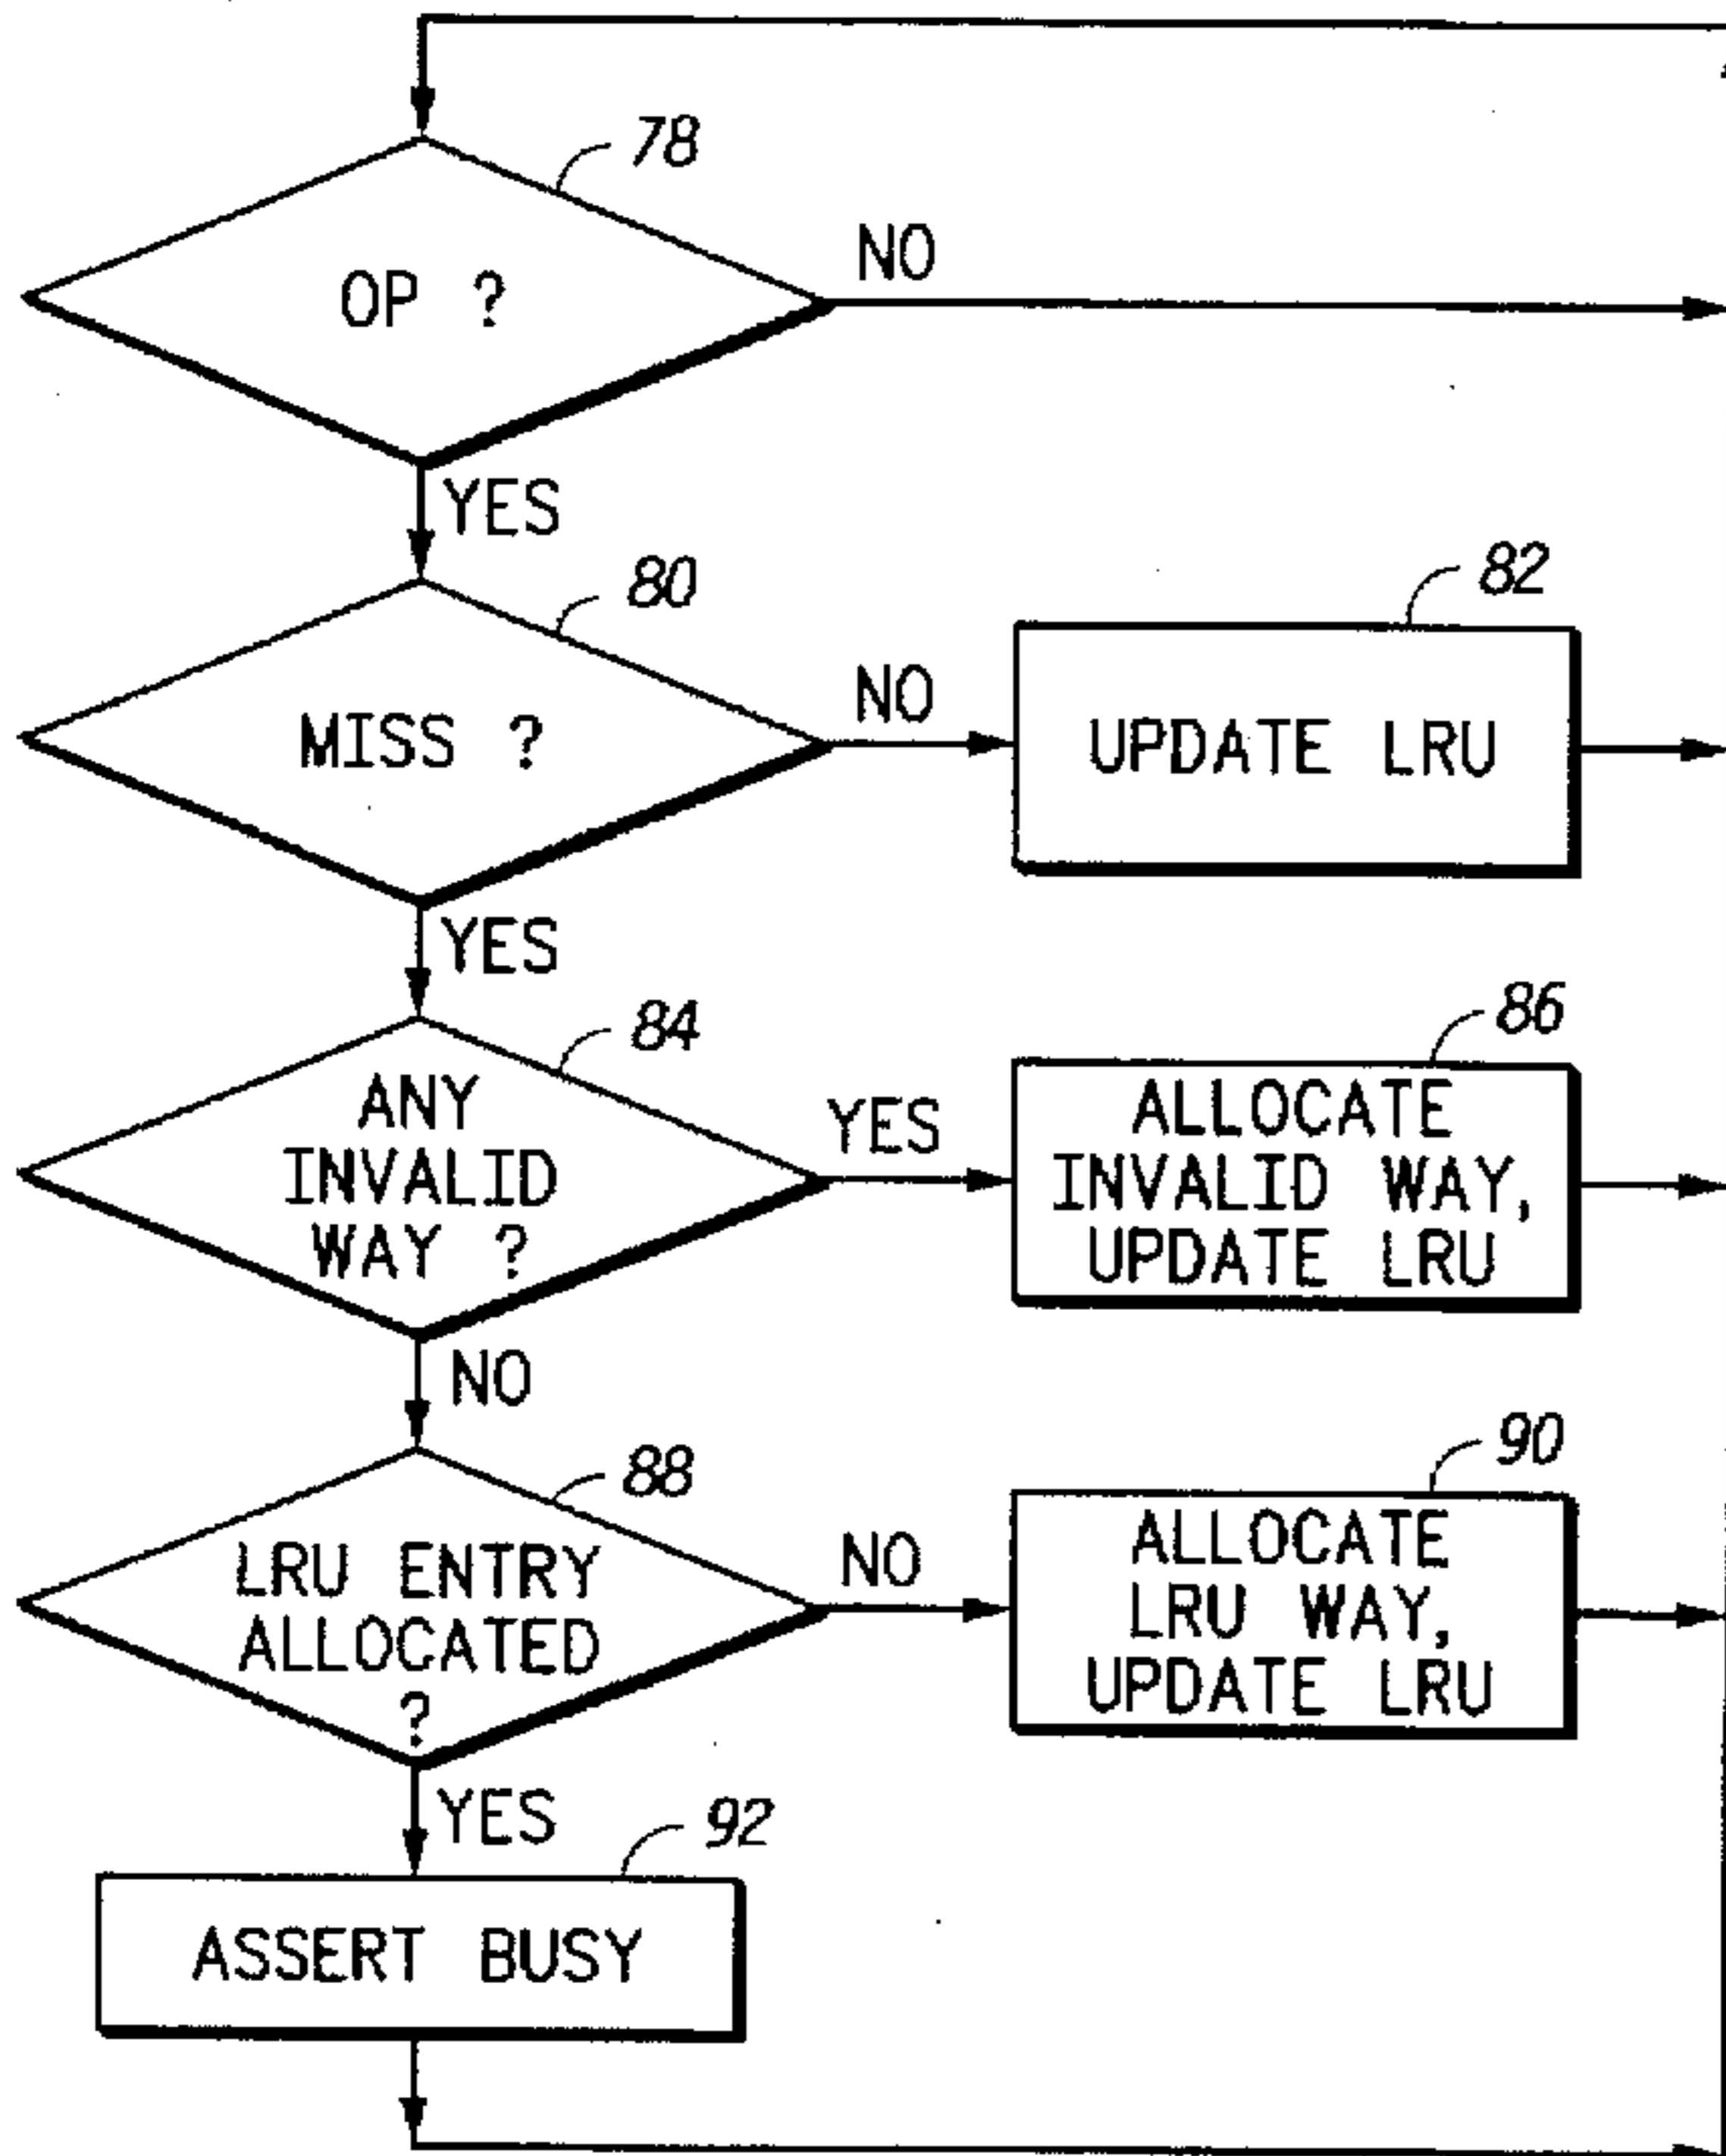 78
OP ?
NO
YES
80
MISS ?
NO
82
UPDATE LRU
YES
84
ANY
INVALID
WAY ?
YES
86
ALLOCATE
INVALID WAY,
UPDATE LRU
NO
88
LRU ENTRY
ALLOCATED
?
NO
90
ALLOCATE
LRU WAY,
UPDATE LRU
YES
92
ASSERT BUSY